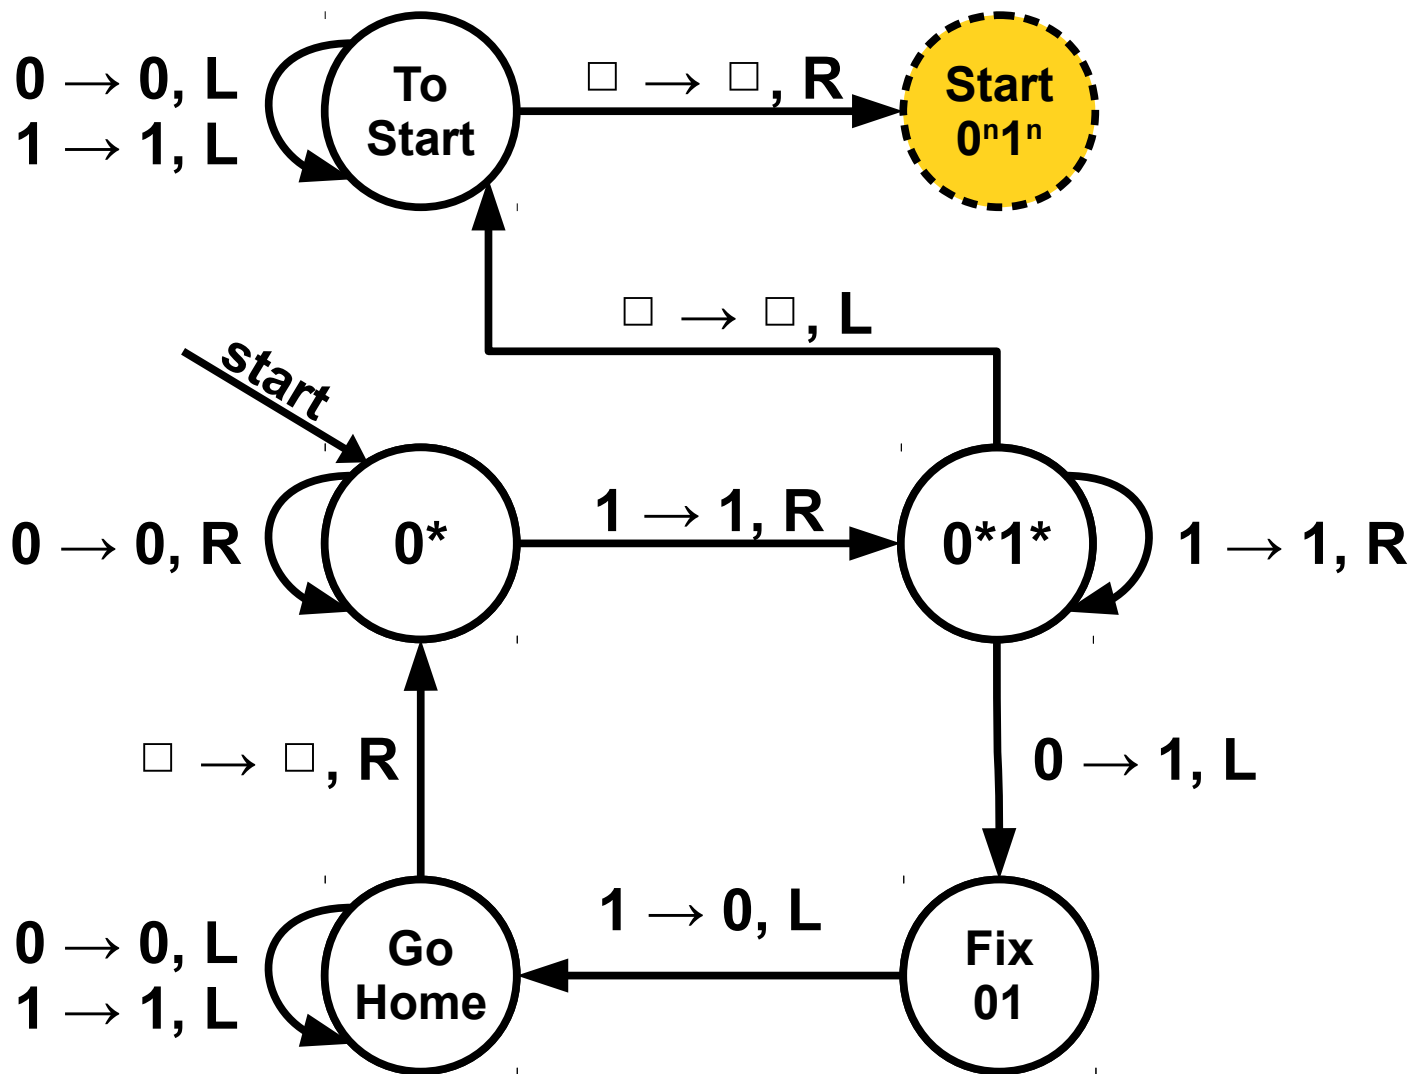 0 → 0, L
1 → 1, L
To
Start
□ → □, R
Start
0ⁿ1ⁿ
□ → □, L
start
0 → 0, R
0*
1 → 1, R
0*1*
1 → 1, R
□ → □, R
0 → 1, L
0 → 0, L
1 → 1, L
Go
Home
1 → 0, L
Fix
01